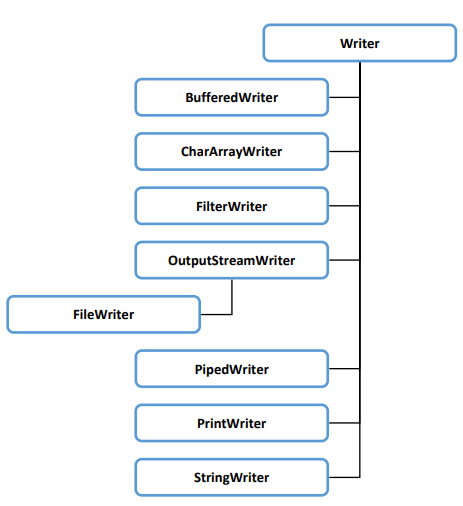 Writer
BufferedWriter
CharArrayWriter
FilterWriter
OutputStreamWriter
FileWriter
PipedWriter
PrintWriter
StringWriter